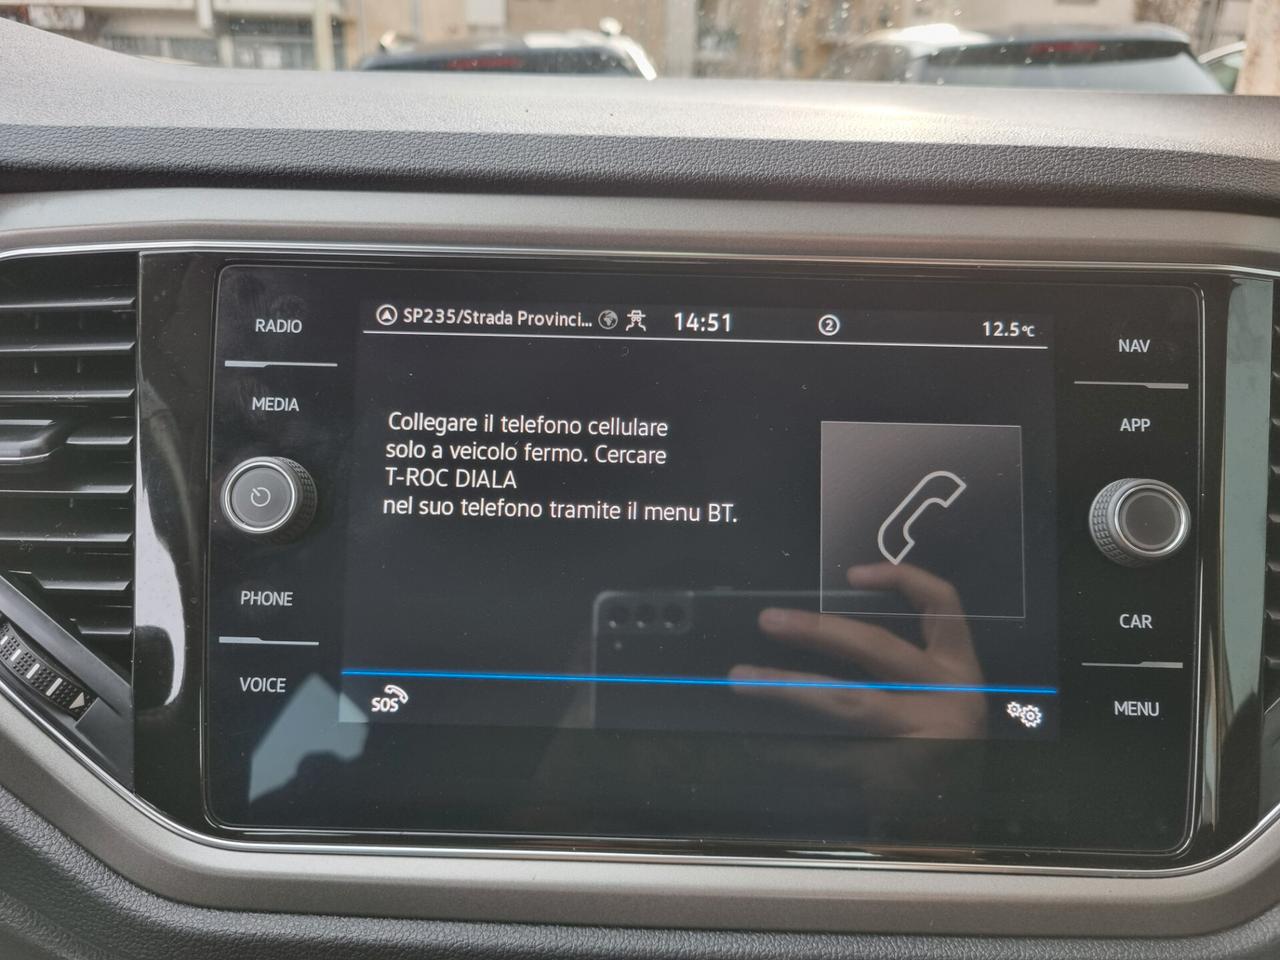 RADIO
MEDIA
PHONE
VOICE
SP235/Strada Provinci... 14:51 2 12.5°C
Collegare il telefono cellulare
solo a veicolo fermo. Cercare
T-ROC DIALA
nel suo telefono tramite il menu BT.
SOS
NAV
APP
CAR
MENU